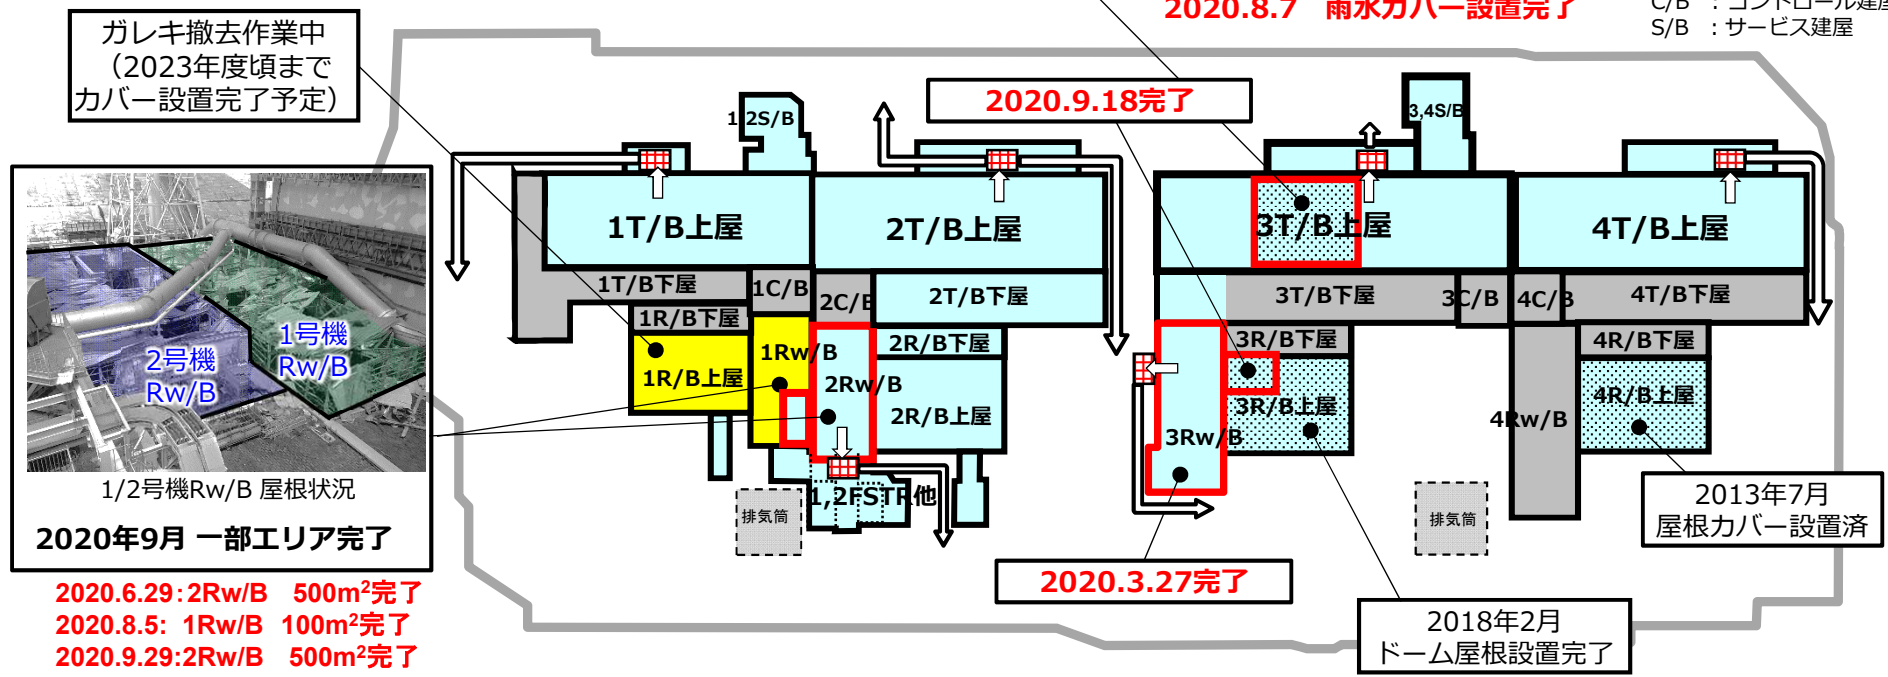 2020.8.7 雨水カバー設置完了
C/B ：コントロール建屋
S/B ：サービス建屋
ガレキ撤去作業中
（2023年度頃まで
カバー設置完了予定）
2020.9.18完了
1,2S/B
3,4S/B
1T/B上屋
2T/B上屋
3T/B上屋
4T/B上屋
1T/B下屋
1C/B
2C/B
2T/B下屋
3T/B下屋
3C/B
4C/B
4T/B下屋
1R/B下屋
1R/B上屋
1Rw/B
2Rw/B
2R/B下屋
2R/B上屋
3R/B下屋
3R/B上屋
3Rw/B
4Rw/B
4R/B下屋
4R/B上屋
1,2FSTR他
排気筒
排気筒
1号機
Rw/B
2号機
Rw/B
1/2号機Rw/B 屋根状況
2020年9月 一部エリア完了
2020.6.29:2Rw/B 500m²完了
2020.8.5: 1Rw/B 100m²完了
2020.9.29:2Rw/B 500m²完了
2020.3.27完了
2013年7月
屋根カバー設置済
2018年2月
ドーム屋根設置完了